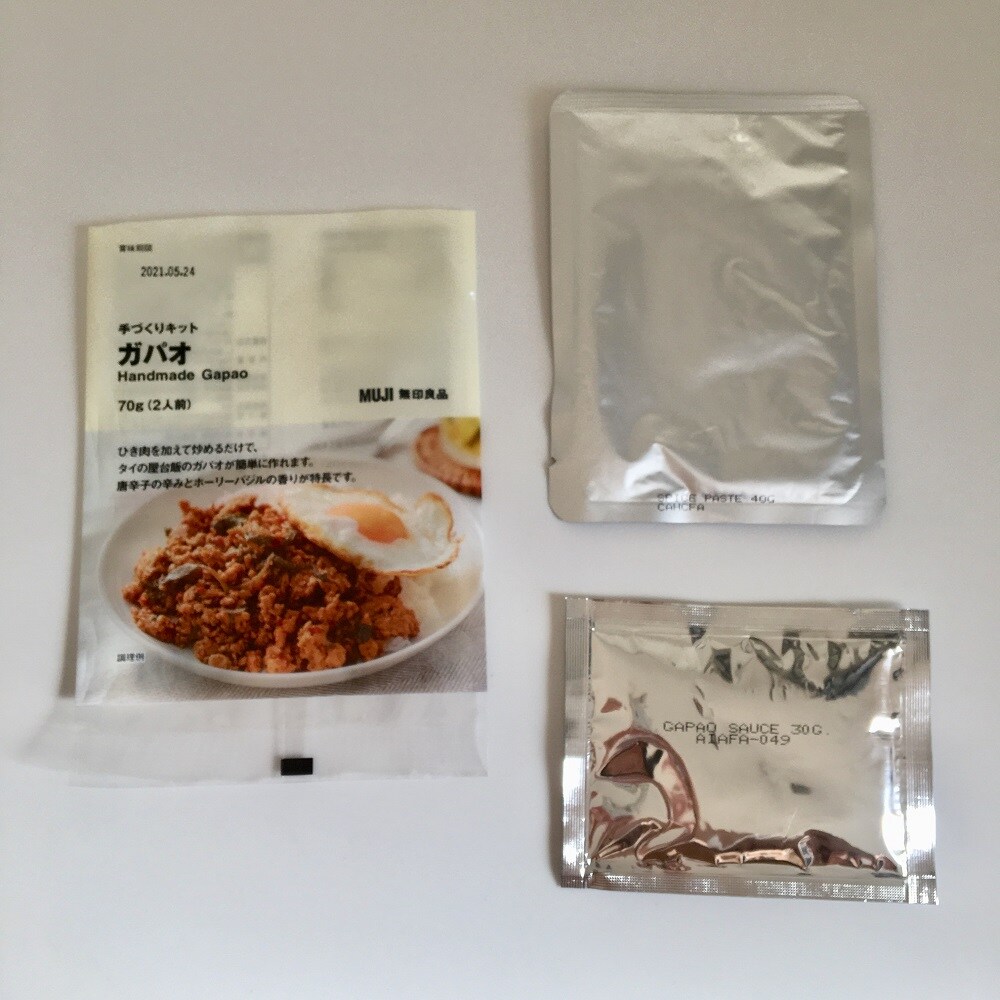 賞味期限
2021.05.24
手づくりキット
ガパオ
Handmade Gapao
70g(2人前)
MUJI 無印良品
ひき肉を加えて炒めるだけで、
タイの屋台飯のガパオが簡単に作れます。
唐辛子の辛みとホーリーバジルの香りが特長です。
調理例
PASTE 40G
GAPAO SAUCE 30G.
AIAFA-049